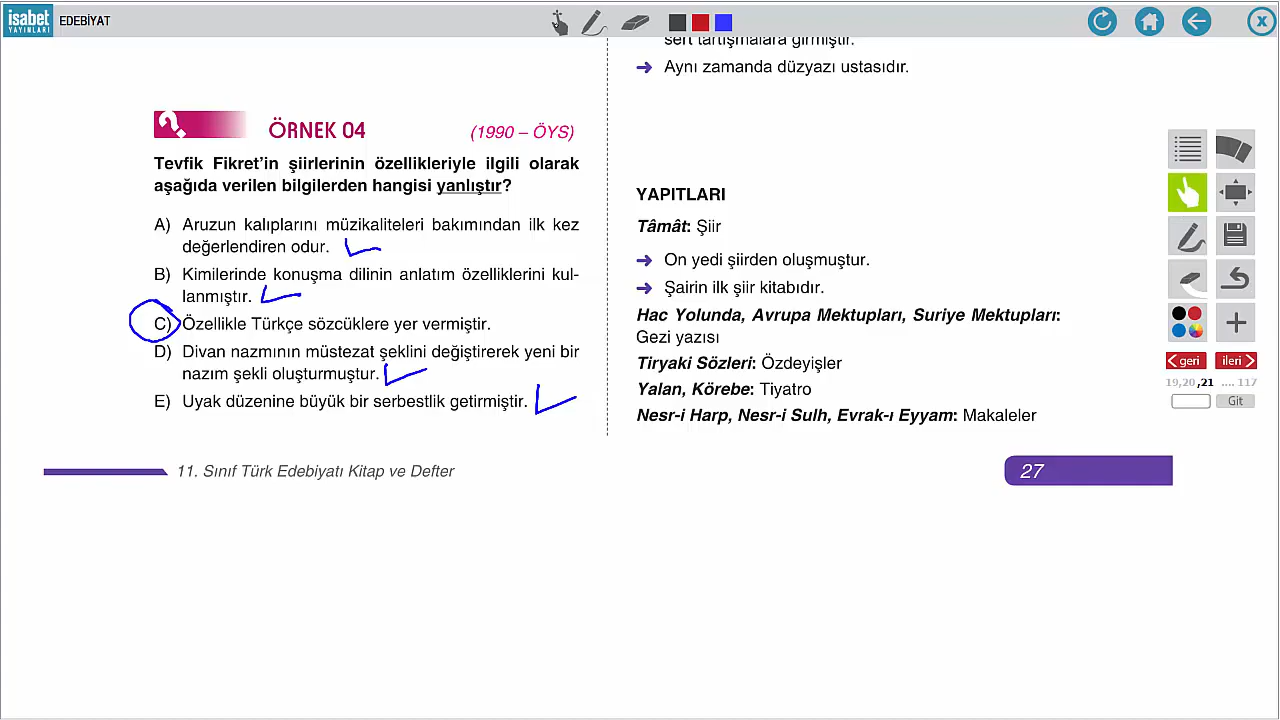 isabet
YAYINLARI
EDEBİYAT
ÖRNEK 04
(1990 – ÖYS)
Tevfik Fikret'in şiirlerinin özellikleriyle ilgili olarak
aşağıda verilen bilgilerden hangisi yanlıştır?
A) Aruzun kalıplarını müzikaliteleri bakımından ilk kez
değerlendiren odur.
B) Kimilerinde konuşma dilinin anlatım özelliklerini kul-
lanmıştır.
C) Özellikle Türkçe sözcüklere yer vermiştir.
D) Divan nazmının müstezat şeklini değiştirerek yeni bir
nazım şekli oluşturmuştur.
E) Uyak düzenine büyük bir serbestlik getirmiştir.
sert tartışmalara girmiştir.
➔ Aynı zamanda düzyazı ustasıdır.
YAPITLARI
Tâmât: Şiir
➔ On yedi şiirden oluşmuştur.
➔ Şairin ilk şiir kitabıdır.
Hac Yolunda, Avrupa Mektupları, Suriye Mektupları:
Gezi yazısı
Tiryaki Sözleri: Özdeyişler
Yalan, Körebe: Tiyatro
Nesr-i Harp, Nesr-i Sulh, Evrak-ı Eyyam: Makaleler
11. Sınıf Türk Edebiyatı Kitap ve Defter
27
geri
ileri
19,20,21 .... 117
Git